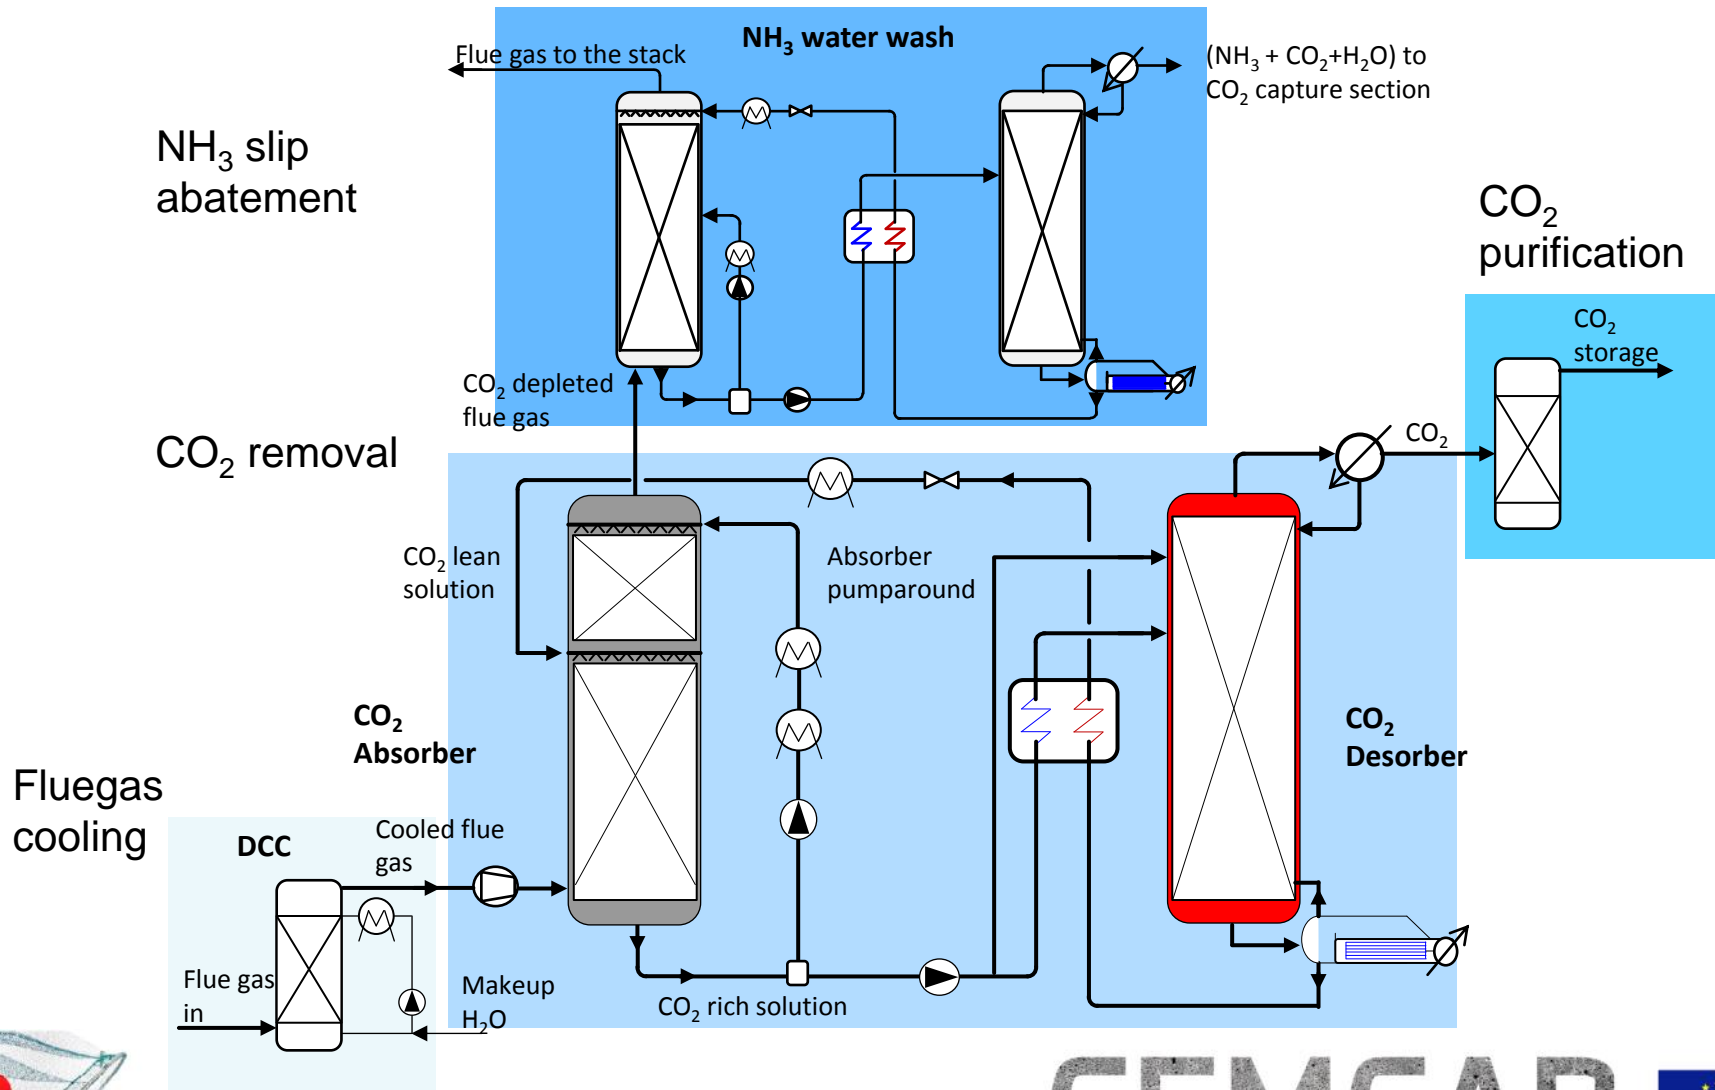 NH₃ water wash
Flue gas to the stack
(NH₃ + CO₂+H₂O) to
CO₂ capture section
NH₃ slip
abatement
CO₂
purification
CO₂
storage
CO₂ depleted
flue gas
CO₂ removal
CO₂
CO₂ lean
solution
Absorber
pumparound
CO₂
Absorber
CO₂
Desorber
Fluegas
cooling
DCC
Cooled flue
gas
Flue gas
in
Makeup
H₂O
CO₂ rich solution
CEMCAP